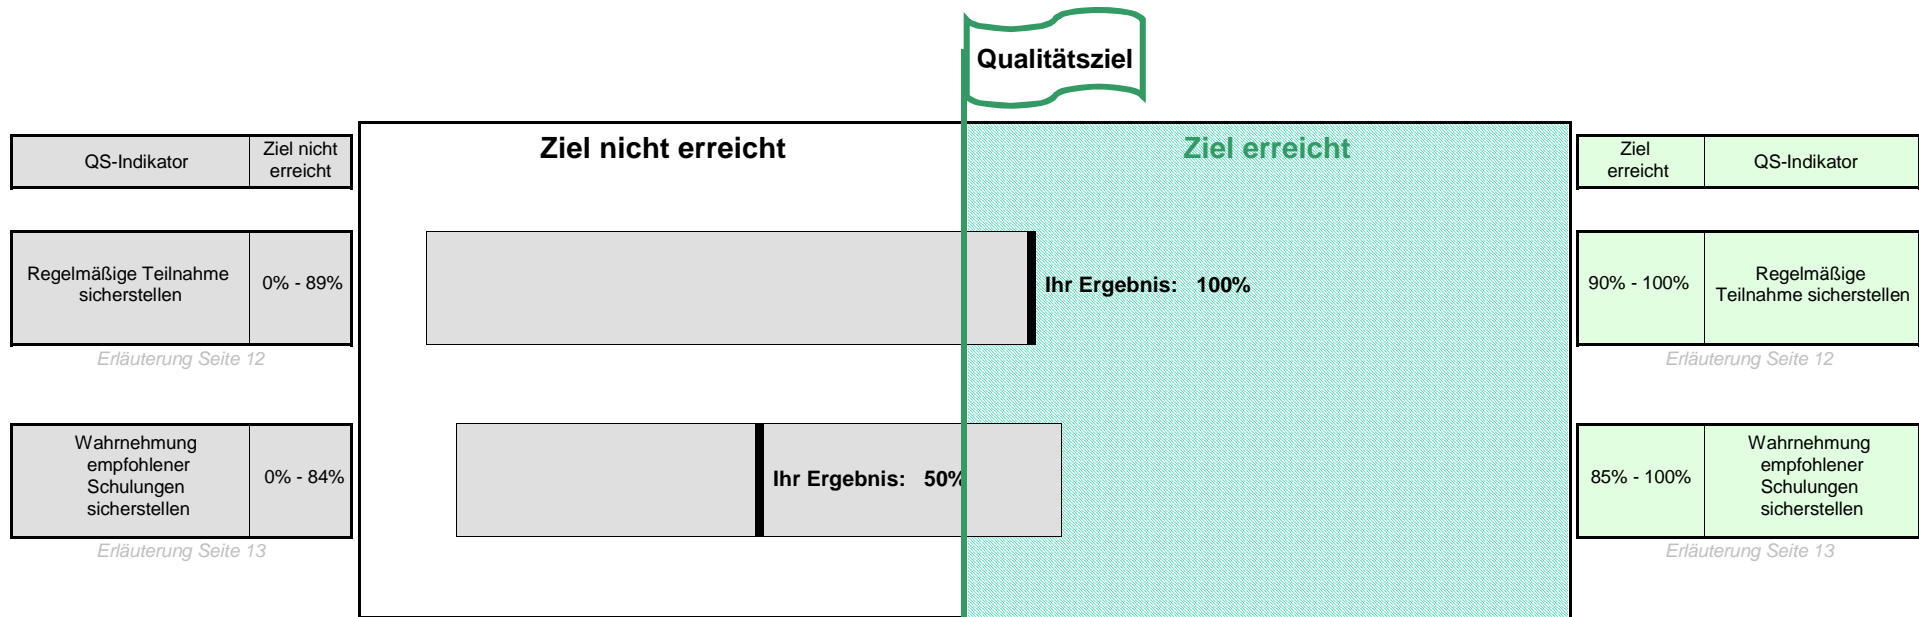 Qualitätsziel
Ziel nicht erreicht
Ziel erreicht
QS-Indikator
Ziel nicht
erreicht
Ziel
erreicht
QS-Indikator
Regelmäßige Teilnahme
sicherstellen
0% - 89%
Ihr Ergebnis: 100%
90% - 100%
Regelmäßige
Teilnahme sicherstellen
Erläuterung Seite 12
Erläuterung Seite 12
Wahrnehmung
empfohlener
Schulungen
sicherstellen
0% - 84%
Ihr Ergebnis: 50%
85% - 100%
Wahrnehmung
empfohlener
Schulungen
sicherstellen
Erläuterung Seite 13
Erläuterung Seite 13